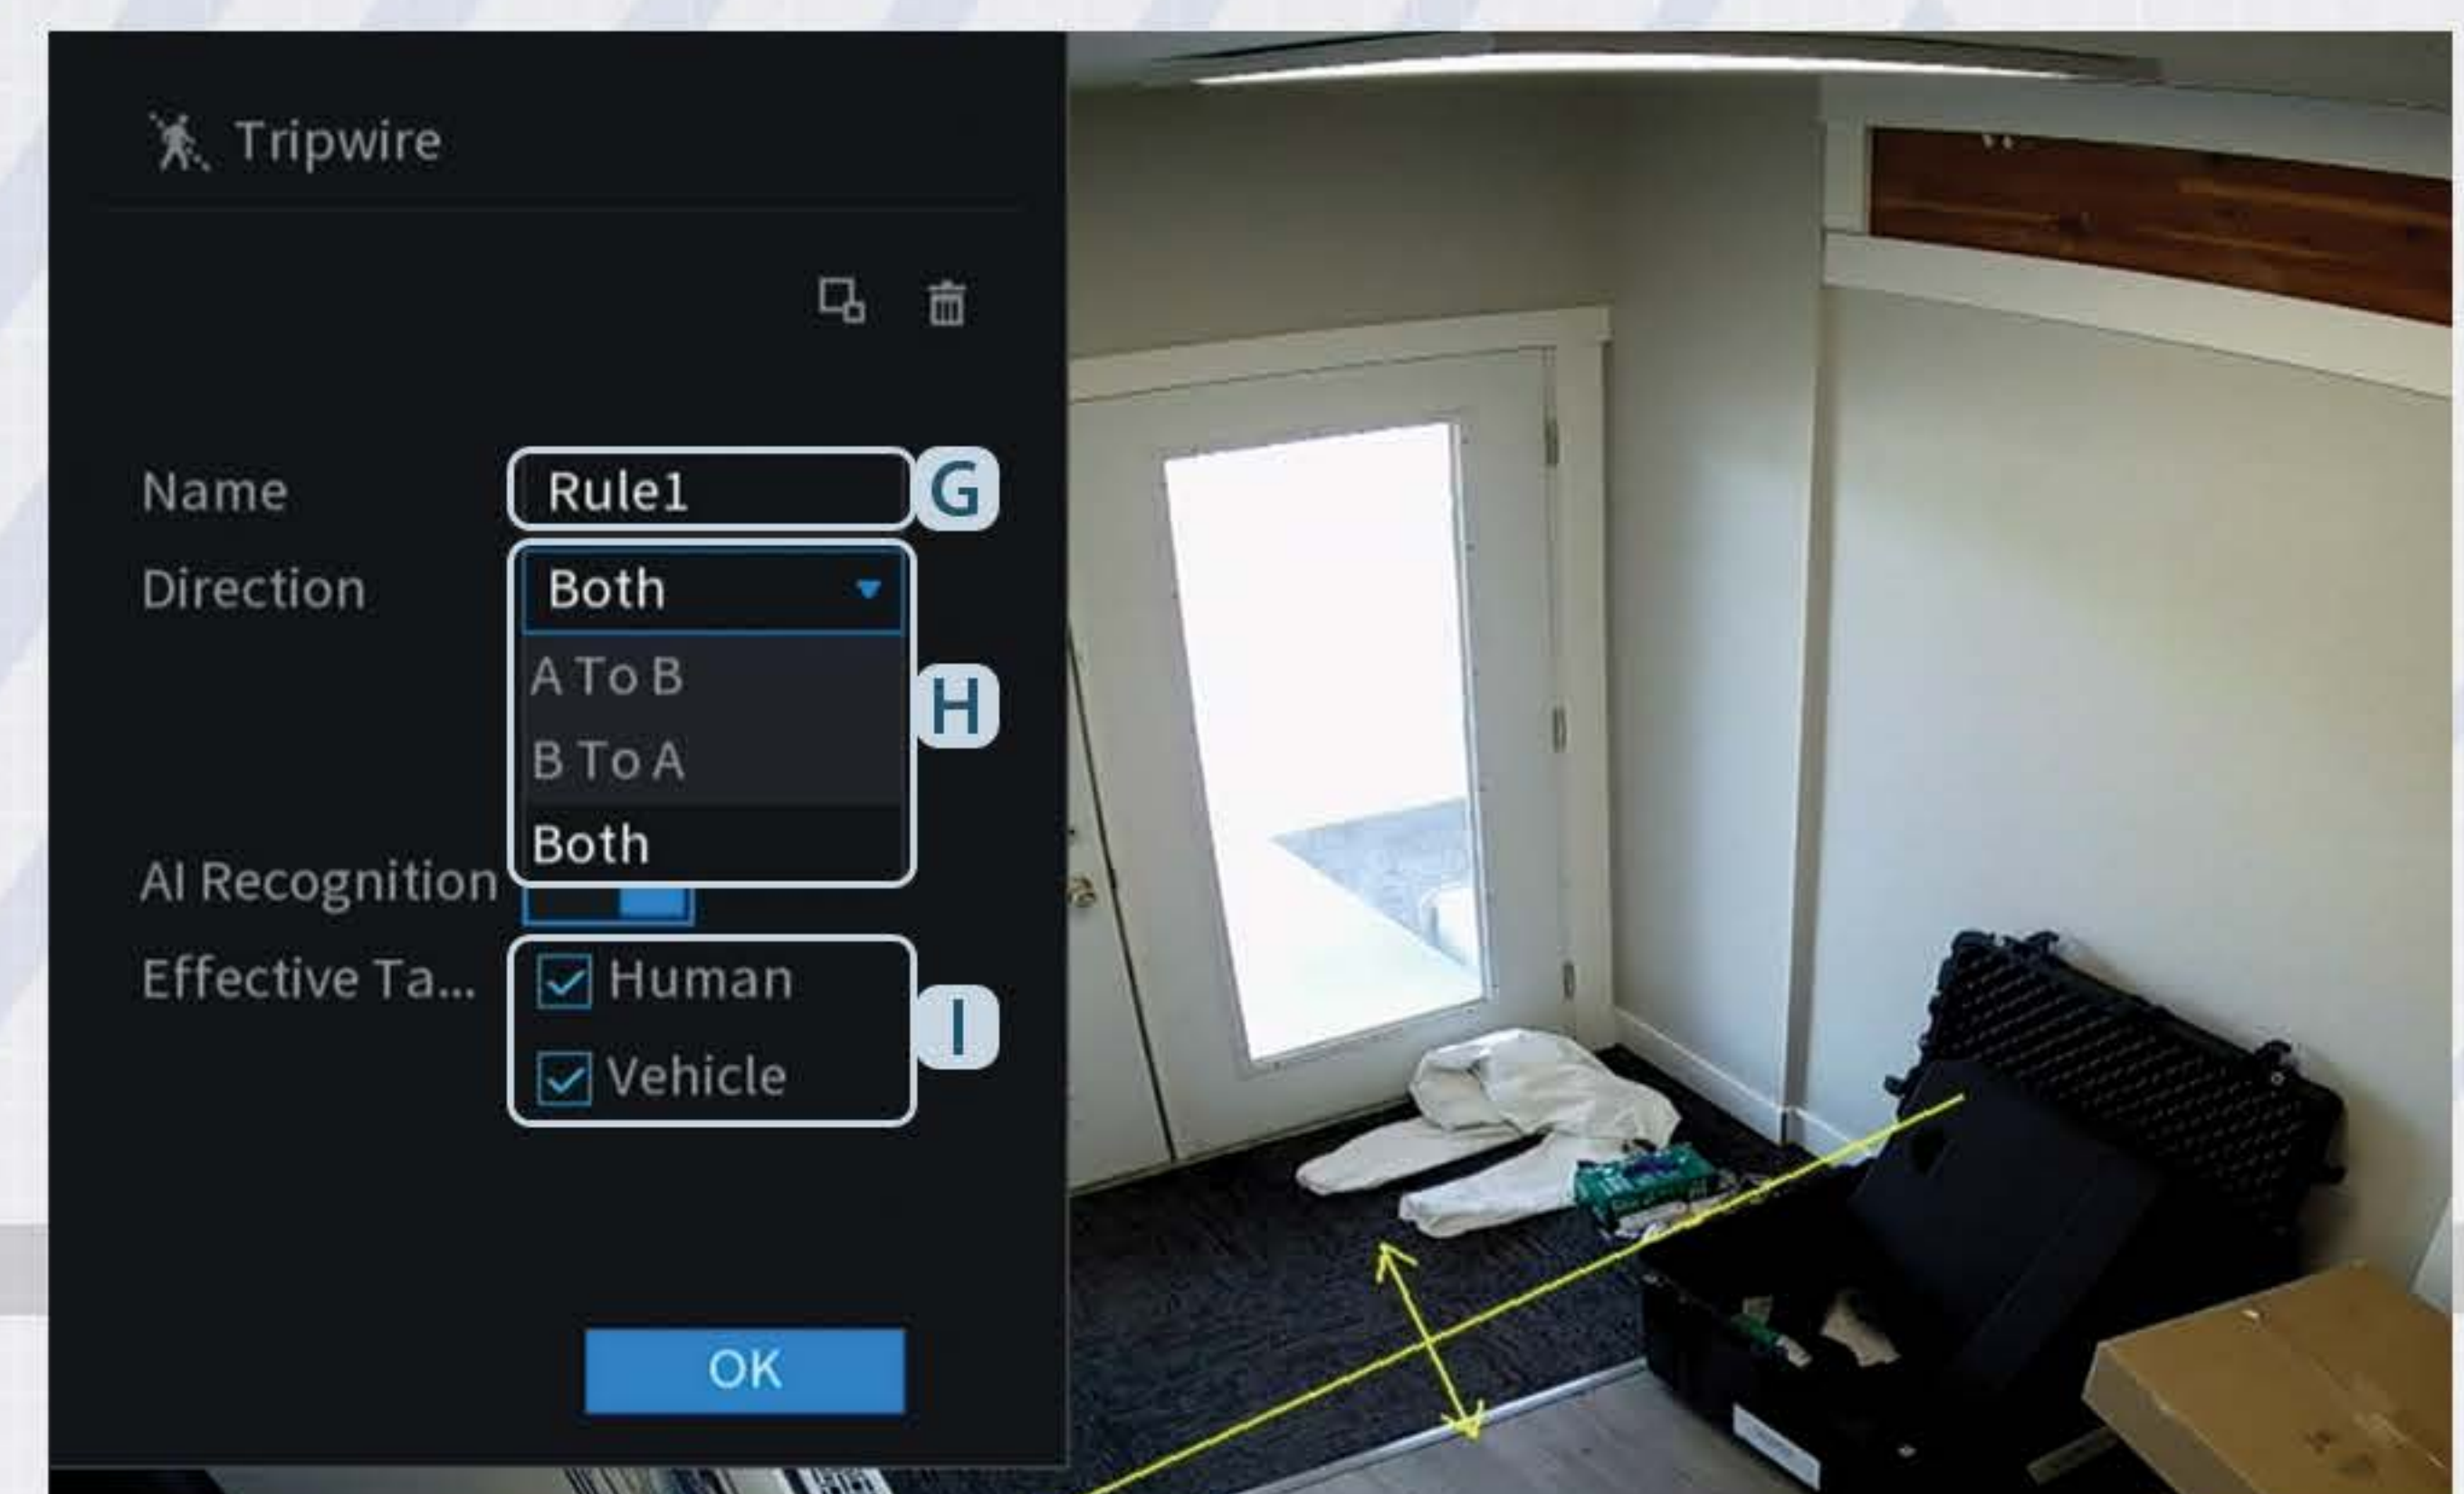 Tripwire
Name Rule1 G
Direction Both
A To B
H
B To A
Both
AI Recognition
Effective Ta... Human
I
Vehicle
OK